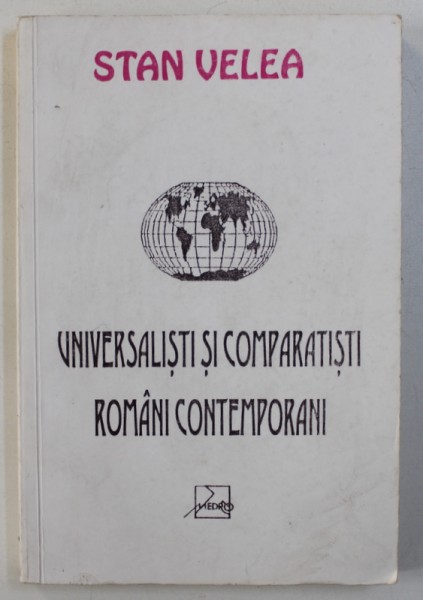 STAN VELEA
UNIVERSALIȘTI ȘI COMPARATIȘTI
ROMÂNI CONTEMPORANI
MEDRO